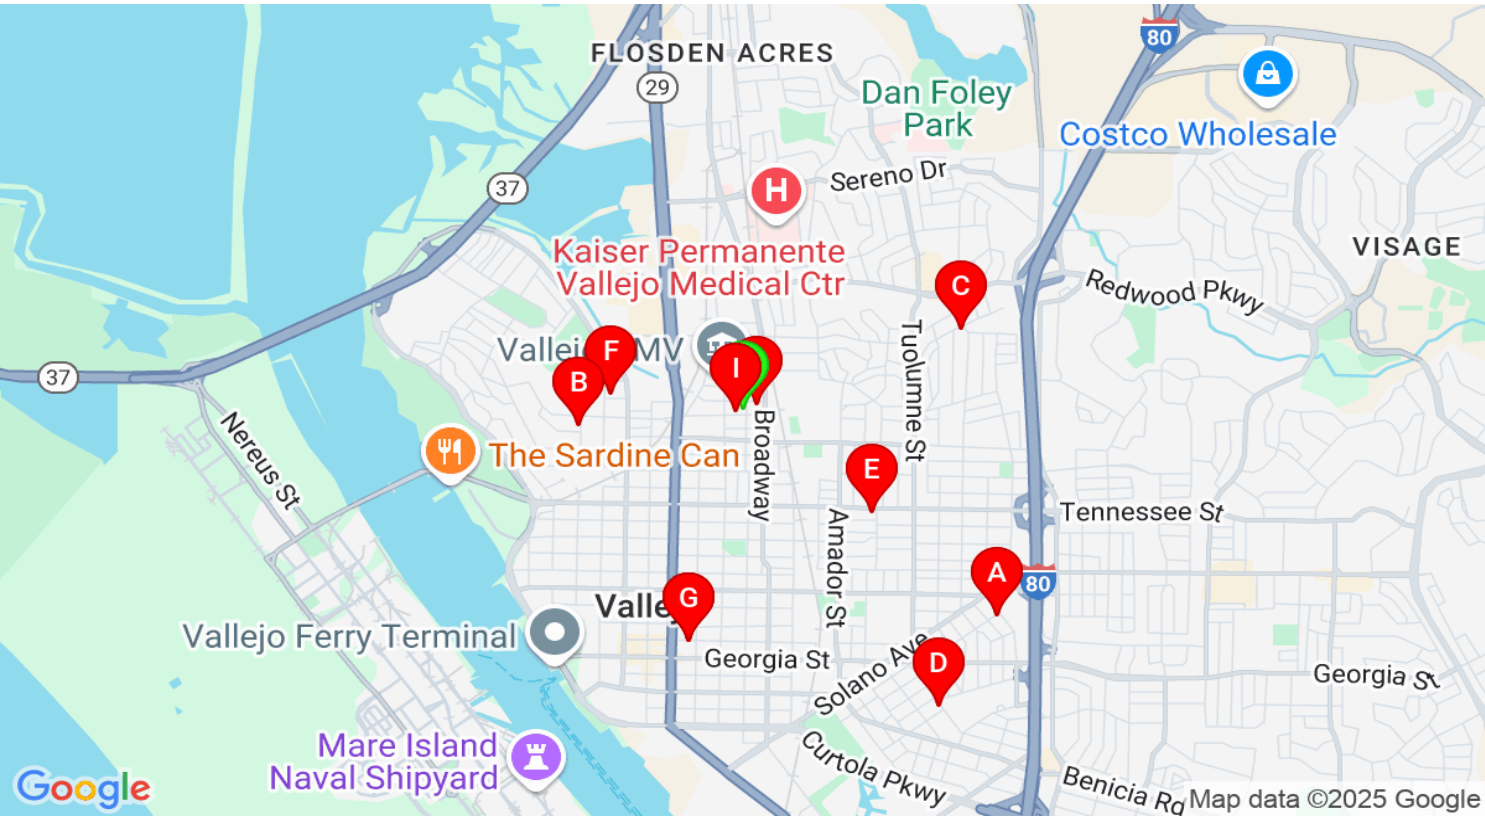 80
FLOSDEN ACRES
29
Dan Foley
Park
Costco Wholesale
Sereno Dr
H
37
Kaiser Permanente
Vallejo Medical Ctr
VISAGE
Redwood Pkwy
C
Tuolumne St
F
I
B
37
Nereus St
The Sardine Can
Broadway
E
Amador St
Tennessee St
A
80
G
Vallejo Ferry Terminal
Georgia St
Solano Ave
D
Georgia St
Mare Island
Naval Shipyard
Curtola Pkwy
Benicia Rd
Google
Map data ©2025 Google